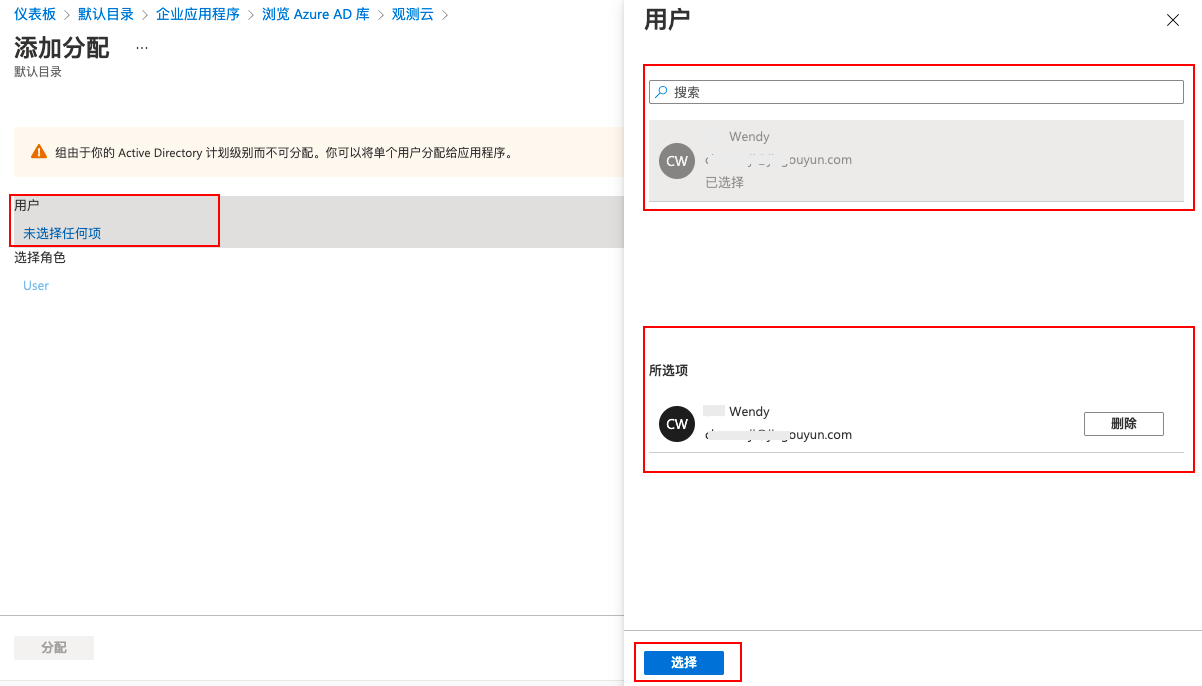 仪表板 > 默认目录 > 企业应用程序 > 浏览 Azure AD 库 > 观测云 >
添加分配 ...
默认目录
组由于你的 Active Directory 计划级别而不可分配。你可以将单个用户分配给应用程序。
用户
未选择任何项
选择角色
User
分配
用户
搜索
CW
Wendy
ouyun.com
已选择
所选项
CW
Wendy
ouyun.com
删除
选择